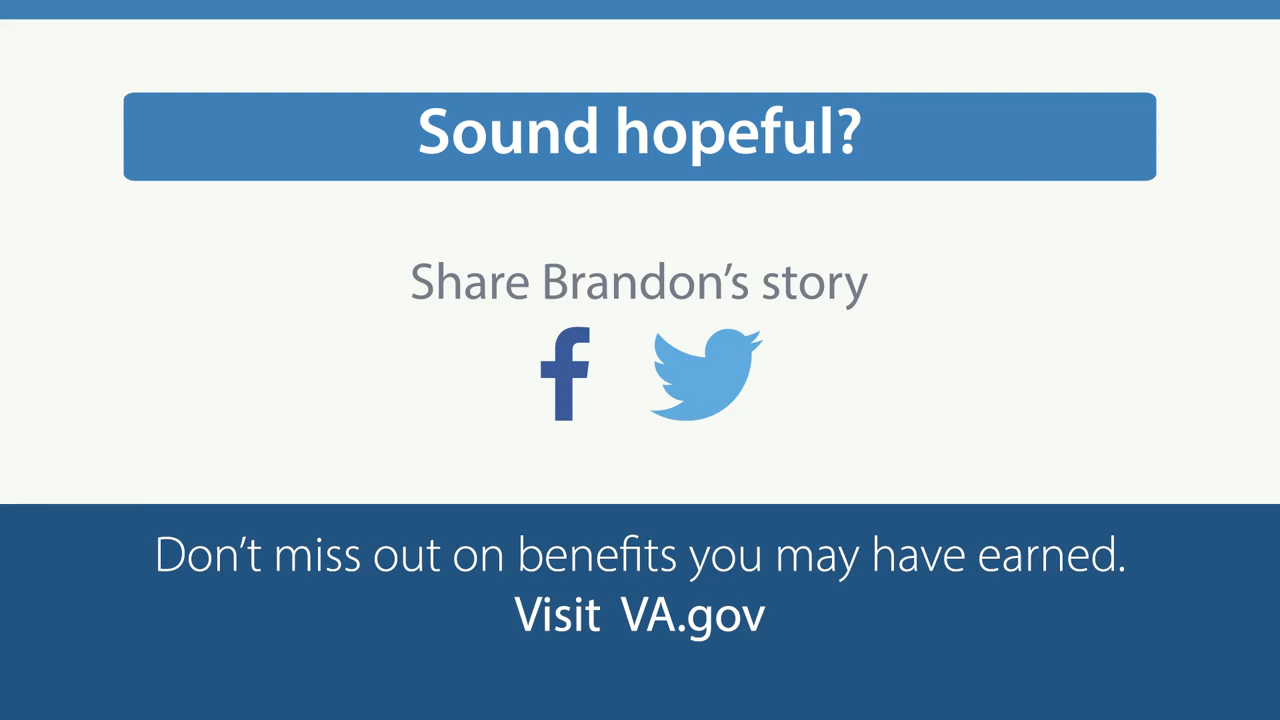 Sound hopeful?
Share Brandon’s story
Don’t miss out on benefits you may have earned.
Visit VA.gov